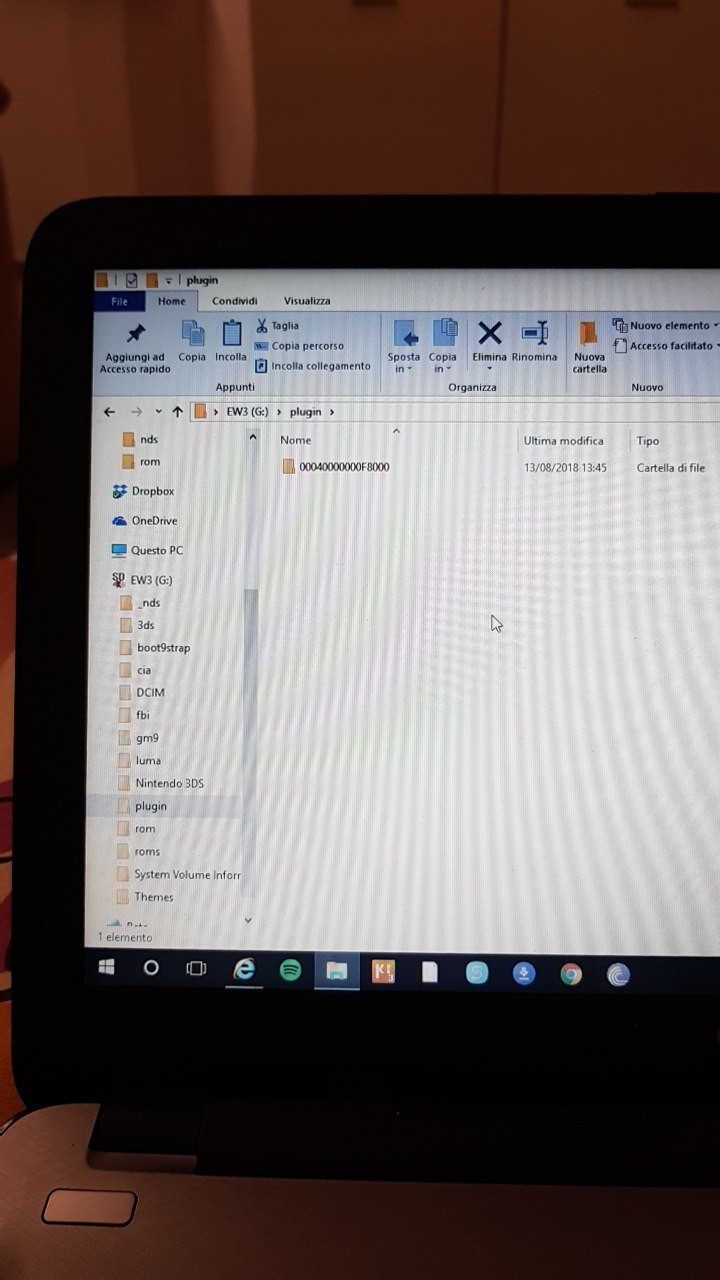 plugin
File Home Condividi Visualizza
Aggiungi ad Accesso rapido
Copia
Incolla
Taglia
Copia percorso
Incolla collegamento
Appunti
Sposta in
Copia in
Elimina
Rinomina
Organizza
Nuova cartella
Nuovo elemento
Accesso facilitato
Nuovo
EW3 (G:) > plugin >
Nome Ultima modifica Tipo
00040000000F8000 13/08/2018 13:45 Cartella di file
nds
rom
Dropbox
OneDrive
Questo PC
EW3 (G:)
_nds
3ds
boot9strap
cia
DCIM
fbi
gm9
luma
Nintendo 3DS
plugin
rom
roms
System Volume Inforr
Themes
1 elemento